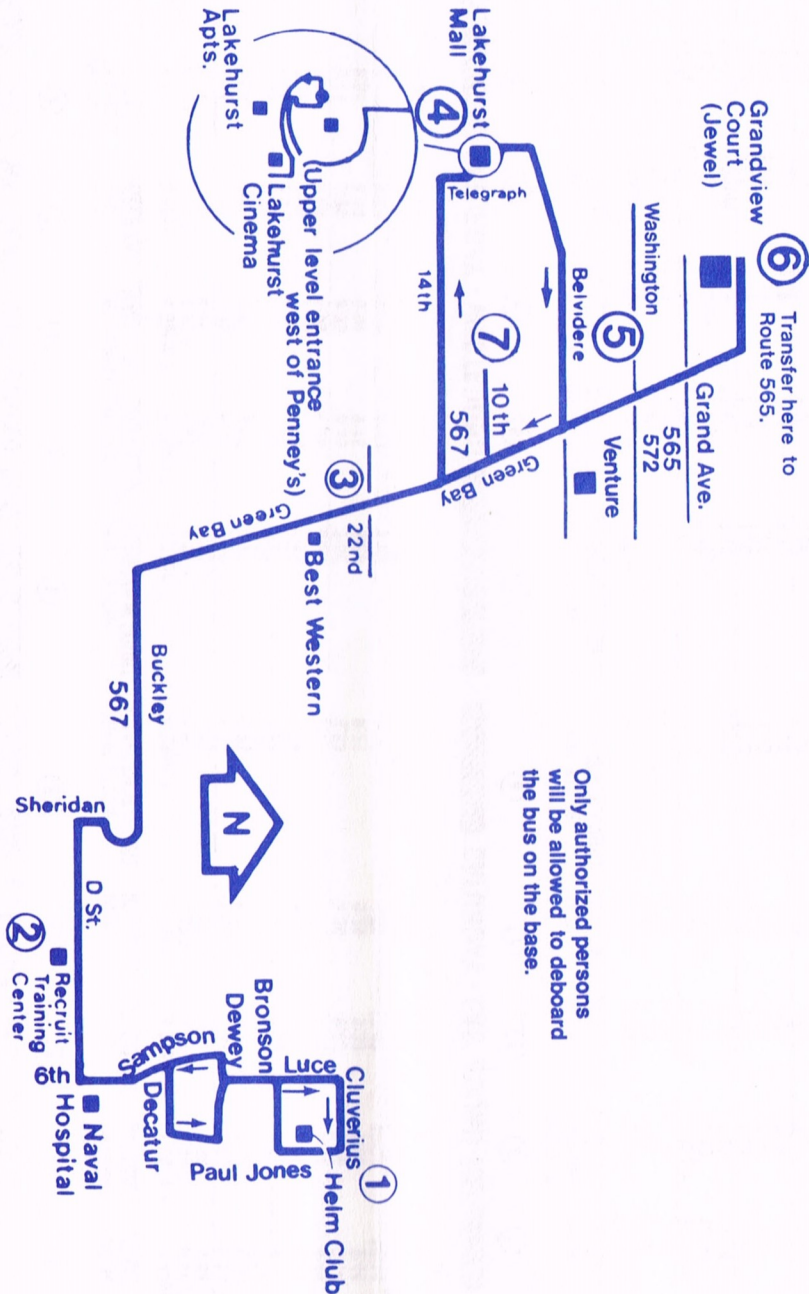 Grandview
Court
(Jewel)
6
Transfer here to
Route 565.
Grand Ave.
565
572
Washington
5
Venture
Belvidere
Lakehurst
Mall
4
Telegraph
7
10th
567
14th
Green Bay
Lakehurst
Apts.
(Upper level entrance
west of Penney's)
Lakehurst
Cinema
3
22nd
Green Bay
Best Western
Buckley
567
N
Only authorized persons
will be allowed to deboard
the bus on the base.
Sheridan
D St.
2
Recruit
Training
Center
6th
Naval
Hospital
Sampson
Decatur
Dewey
Bronson
Luce
Cluverius
1
Paul Jones
Helm Club